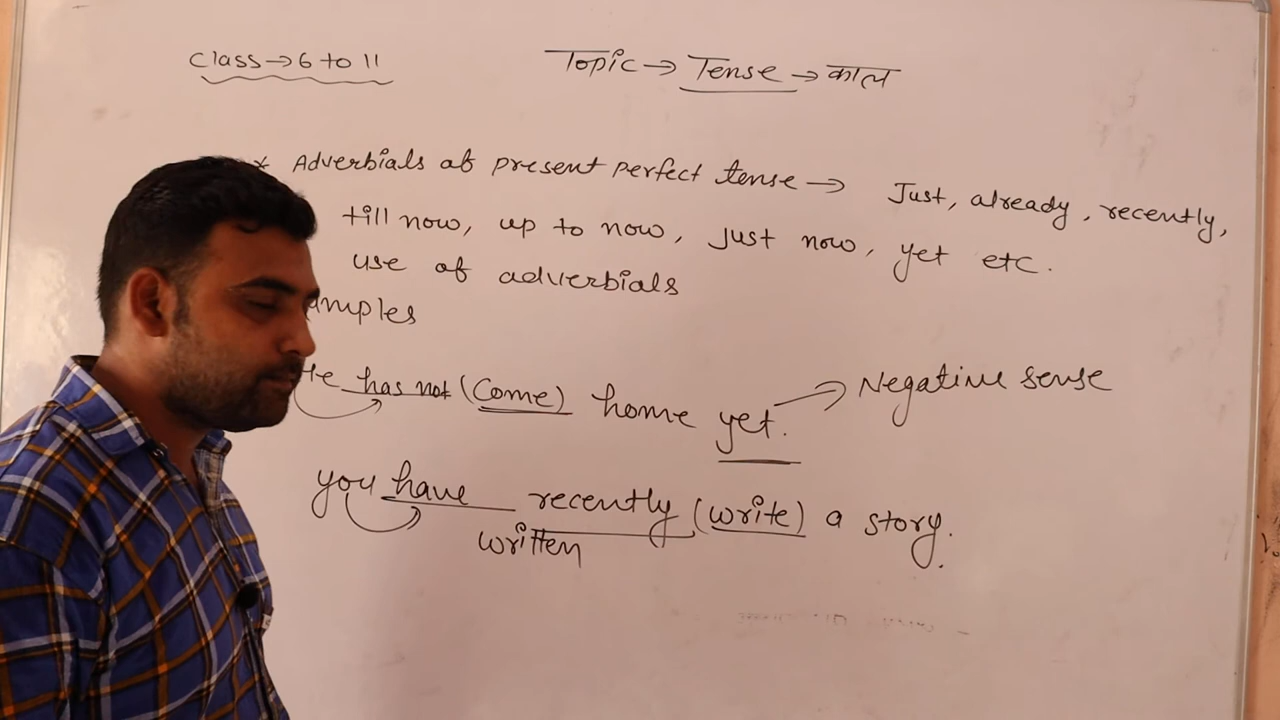 Class → 6 to 11
Topic → Tense → काल
* Adverbials of present perfect tense → Just, already, recently,
till now, up to now, just now, yet etc.
use of adverbials
amples
He has not (Come) home yet. → Negative sense
you have recently (write) a story.
written